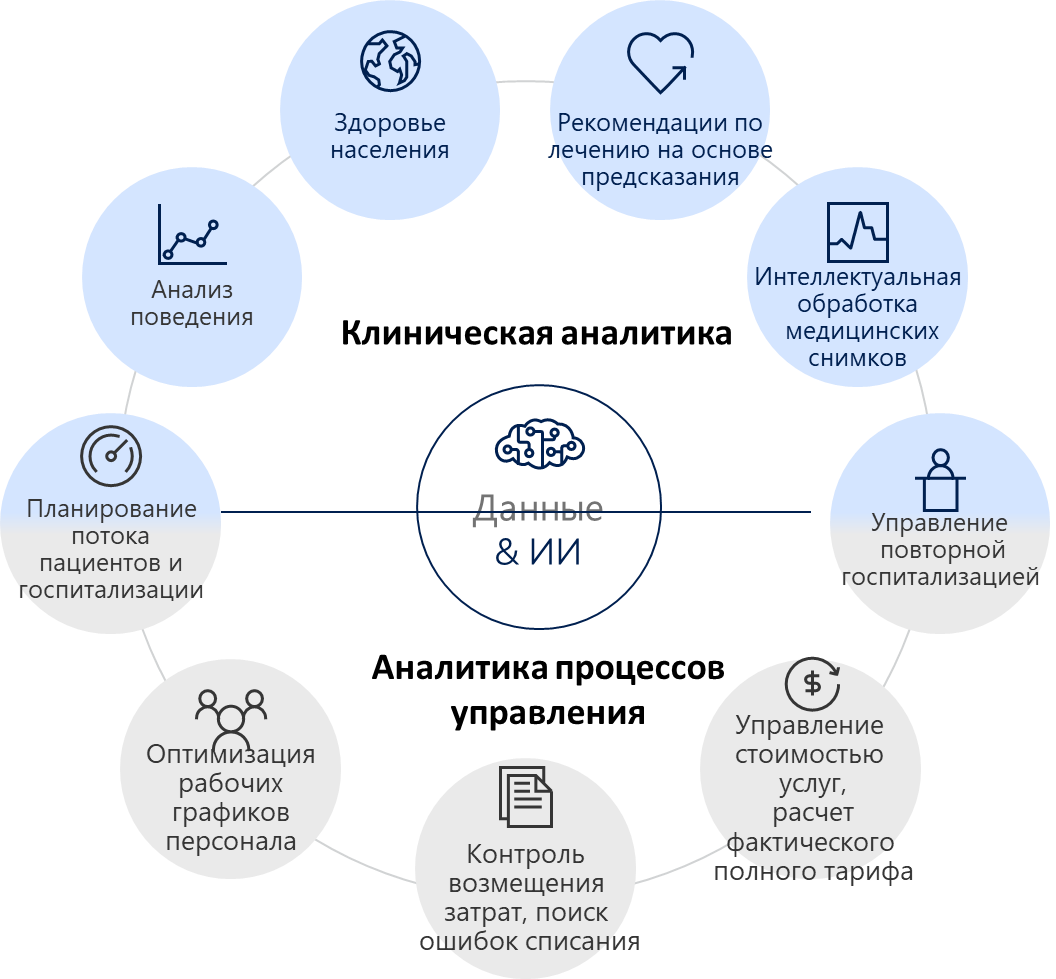 Здоровье
населения
Рекомендации по
лечению на основе
предсказания
Анализ
поведения
Интеллектуальная
обработка
медицинских
снимков
Клиническая аналитика
Планирование
потока
пациентов и
госпитализации
Данные
& ИИ
Управление
повторной
госпитализацией
Аналитика процессов
управления
Оптимизация
рабочих
графиков
персонала
Контроль
возмещения
затрат, поиск
ошибок списания
$
Управление
стоимостью
услуг,
расчет
фактического
полного тарифа